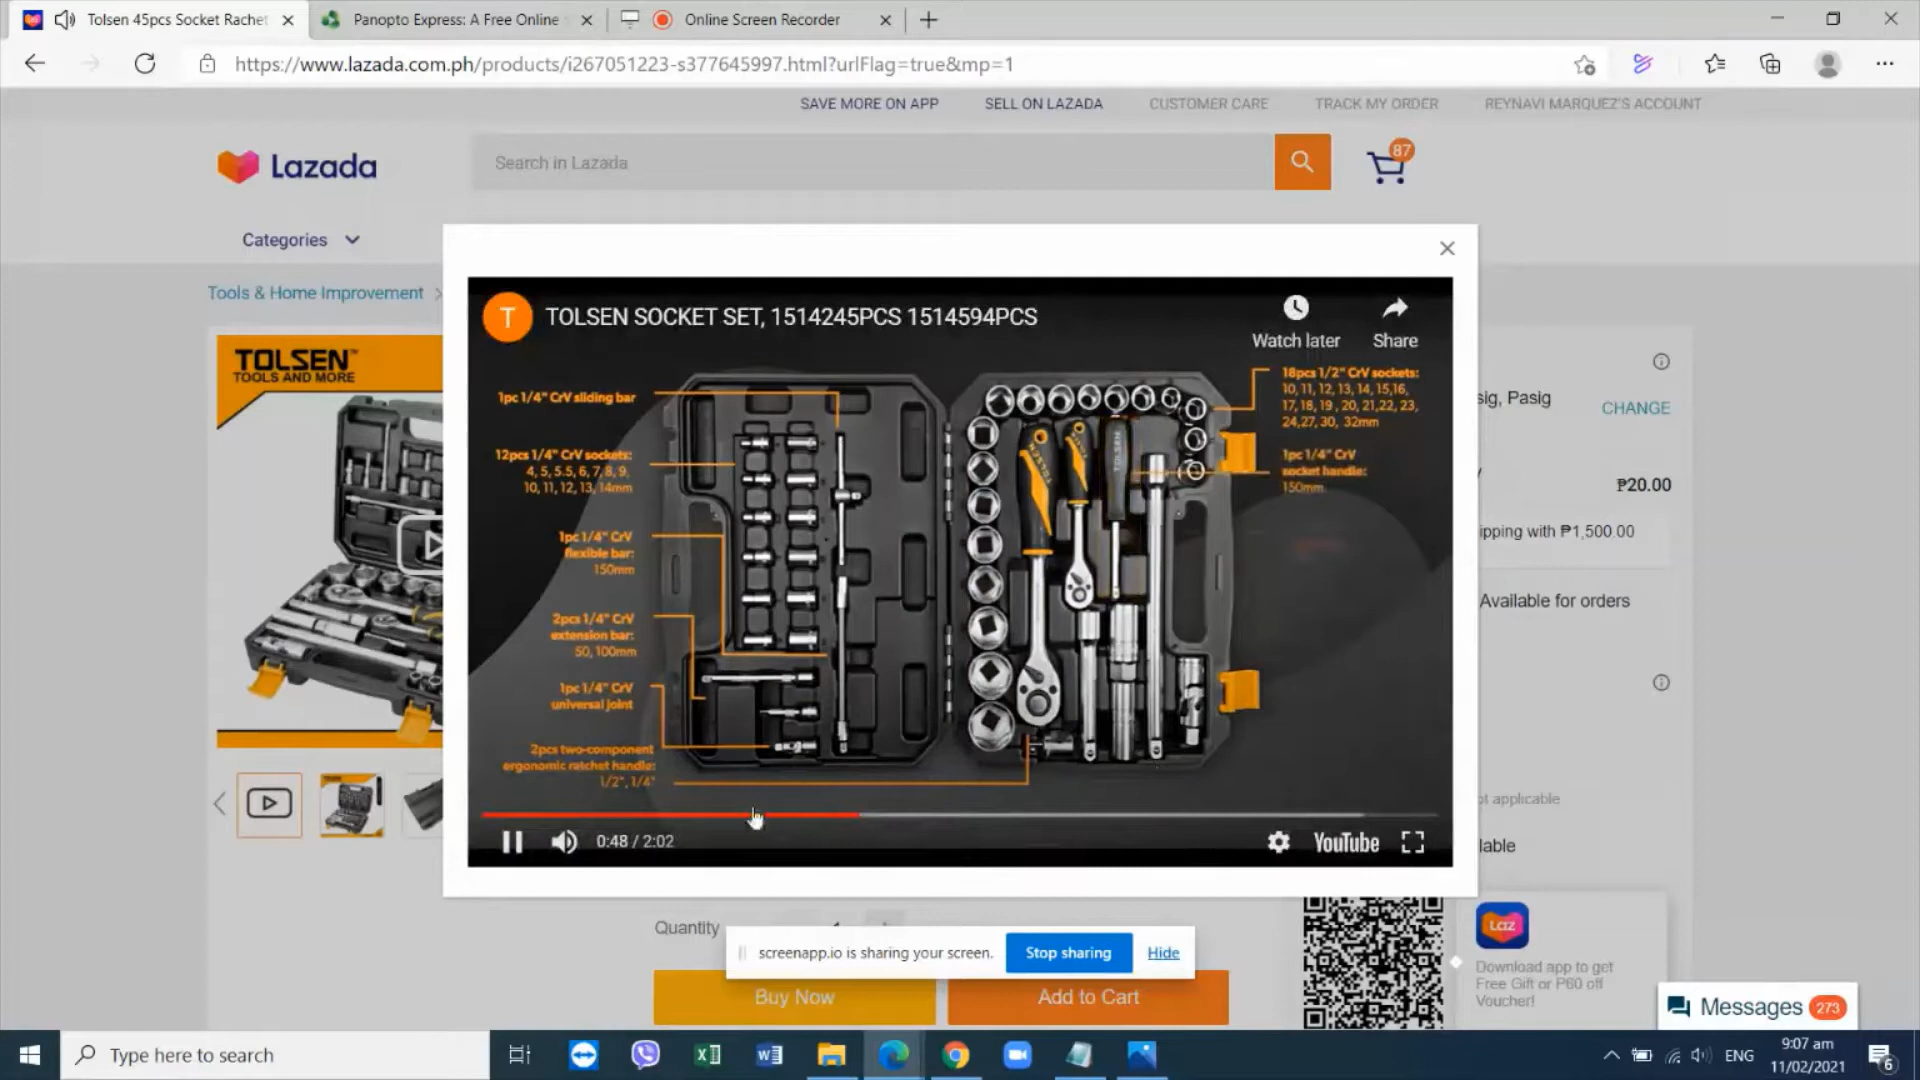 Tolsen 45pcs Socket Rachet
Panopto Express: A Free Online
Online Screen Recorder
https://www.lazada.com.ph/products/i267051223-s377645997.html?urlFlag=true&mp=1
SAVE MORE ON APP
SELL ON LAZADA
CUSTOMER CARE
TRACK MY ORDER
REYNAVI MARQUEZ'S ACCOUNT
Lazada
Search in Lazada
87
Categories
Tools & Home Improvement
TOLSEN
TOOLS AND MORE
T
TOLSEN SOCKET SET, 1514245PCS 1514594PCS
Watch later
Share
1pc 1/4" CrV sliding bar
12pcs 1/4" CrV sockets:
4, 5, 5.5, 6, 7, 8, 9,
10, 11, 12, 13, 14mm
1pc 1/4" CrV
flexible bar:
150mm
2pcs 1/4" CrV
extension bar:
50, 100mm
1pc 1/4" CrV
universal joint
2pcs two-component
ergonomic ratchet handle:
1/2", 1/4"
18pcs 1/2" CrV sockets:
10, 11, 12, 13, 14, 15,16,
17, 18, 19 , 20, 21,22, 23,
24,27, 30, 32mm
1pc 1/4" CrV
socket handle:
150mm
TOLSEN
TOLSEN
0:48 / 2:02
YouTube
sig, Pasig
CHANGE
₱20.00
ipping with ₱1,500.00
Available for orders
ot applicable
lable
Quantity
screenapp.io is sharing your screen.
Stop sharing
Hide
Buy Now
Add to Cart
Laz
Download app to get
Free Gift or P60 off
Voucher!
Messages
273
Type here to search
ENG
9:07 am
11/02/2021
6